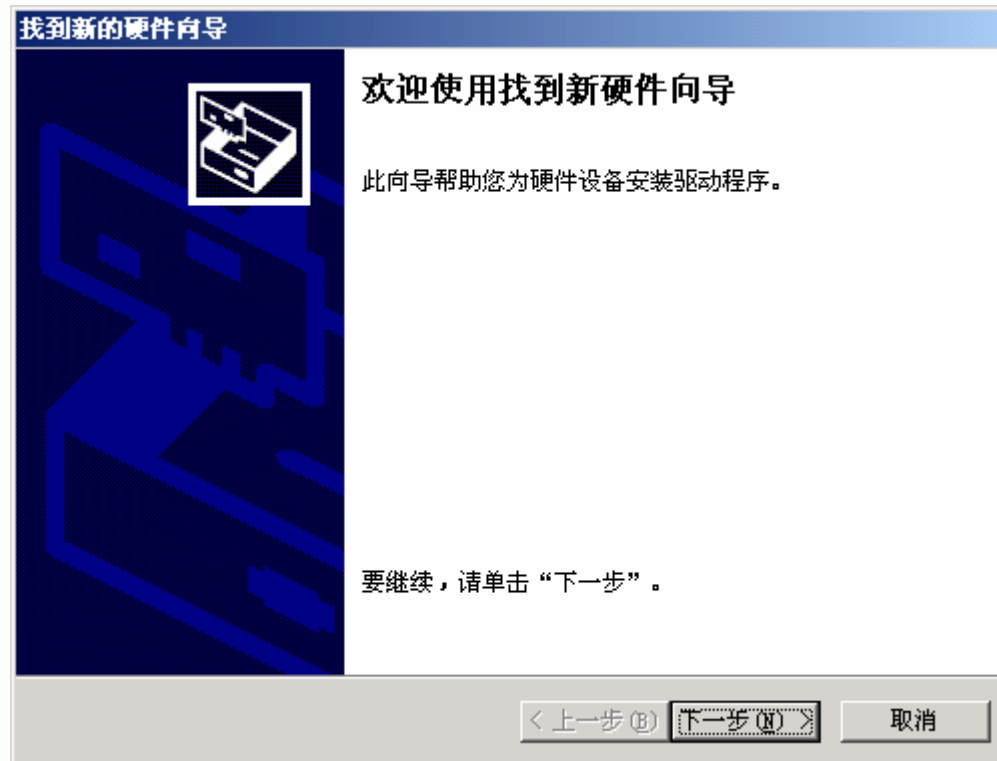 找到新的硬件向导
欢迎使用找到新硬件向导
此向导帮助您为硬件设备安装驱动程序。
要继续，请单击“下一步”。
< 上一步(B)
下一步(N) >
取消